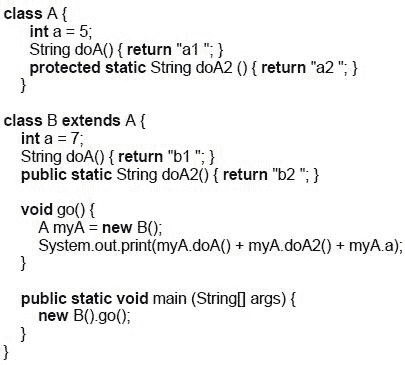 class A {
int a = 5;
String doA() { return "a1 "; }
protected static String doA2 () { return "a2 "; }
}
class B extends A {
int a = 7;
String doA() { return "b1 "; }
public static String doA2() { return "b2 "; }
void go() {
A myA = new B();
System.out.print(myA.doA() + myA.doA2() + myA.a);
}
public static void main (String[] args) {
new B().go();
}
}